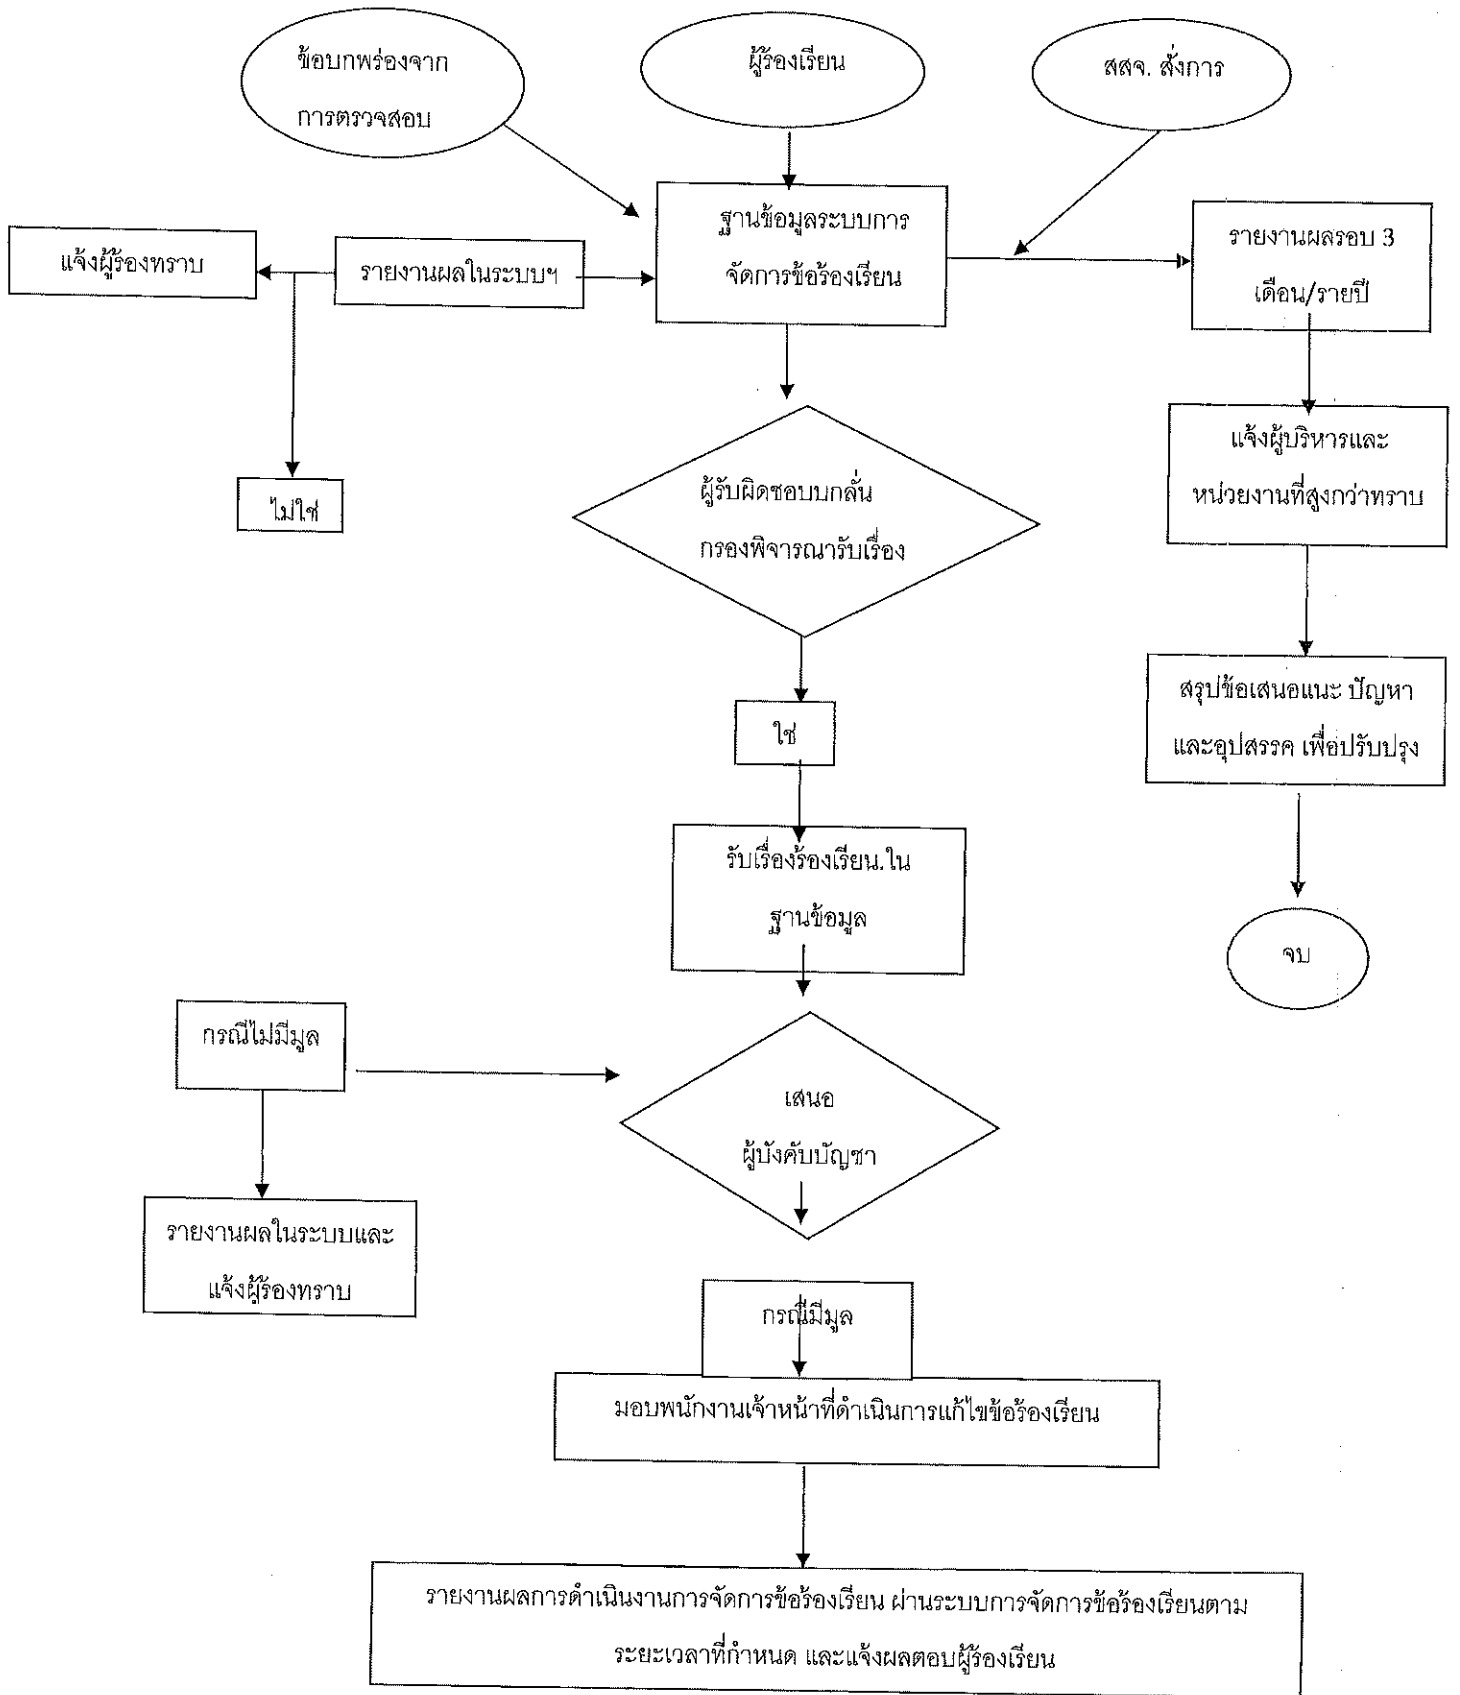 ข้อบกพร่องจาก
การตรวจสอบ
ผู้ร้องเรียน
สสจ. สั่งการ
แจ้งผู้ร้องทราบ
รายงานผลในระบบฯ
ฐานข้อมูลระบบการ
จัดการข้อร้องเรียน
รายงานผลรอบ 3
เดือน/รายปี
ไม่ใช่
ผู้รับผิดชอบบกลั่น
กรองพิจารณารับเรื่อง
แจ้งผู้บริหารและ
หน่วยงานที่สูงกว่าทราบ
ใช่
สรุปข้อเสนอแนะ ปัญหา
และอุปสรรค เพื่อปรับปรุง
รับเรื่องร้องเรียน.ใน
ฐานข้อมูล
จบ
กรณีไม่มีมูล
เสนอ
ผู้บังคับบัญชา
รายงานผลในระบบและ
แจ้งผู้ร้องทราบ
กรณีมีมูล
มอบพนักงานเจ้าหน้าที่ดำเนินการแก้ไขข้อร้องเรียน
รายงานผลการดำเนินงานการจัดการข้อร้องเรียน ผ่านระบบการจัดการข้อร้องเรียนตาม
ระยะเวลาที่กำหนด และแจ้งผลตอบผู้ร้องเรียน